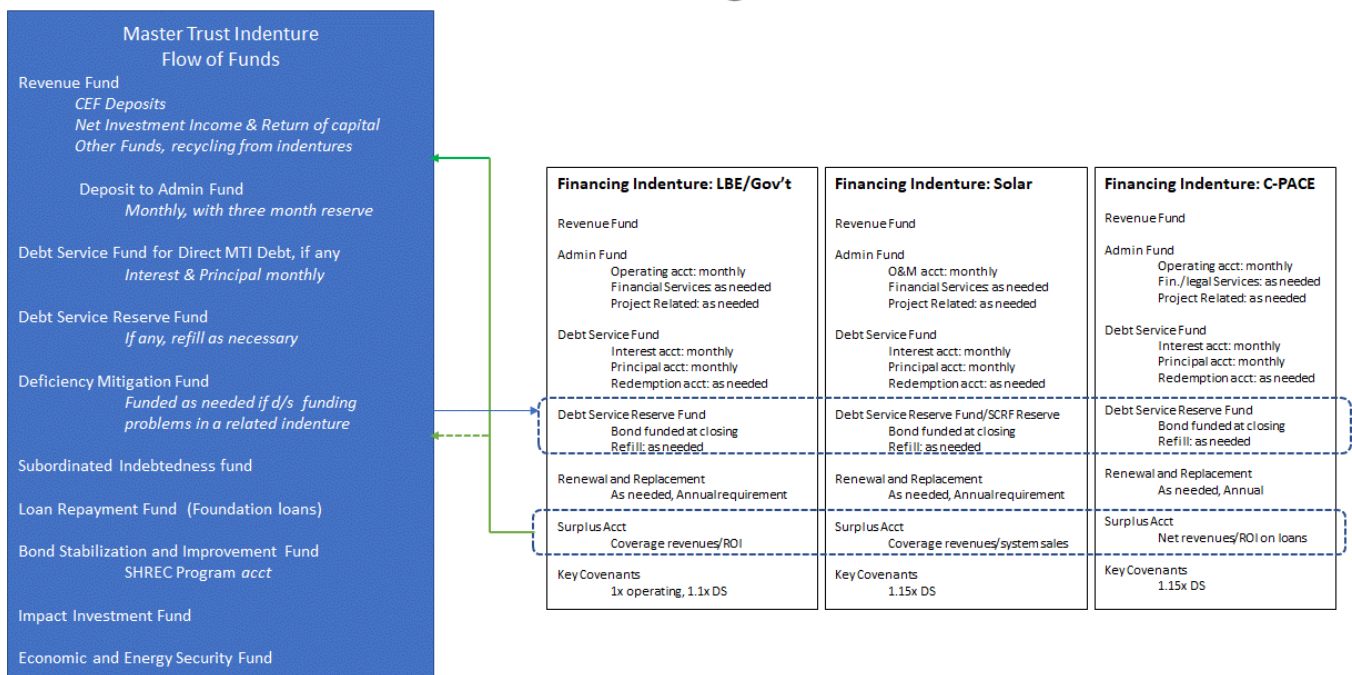 Master Trust Indenture
Flow of Funds
Revenue Fund
CEF Deposits
Net Investment Income & Return of capital
Other Funds, recycling from indentures
Deposit to Admin Fund
Monthly, with three month reserve
Debt Service Fund for Direct MTI Debt, if any
Interest & Principal monthly
Debt Service Reserve Fund
If any, refill as necessary
Deficiency Mitigation Fund
Funded as needed if d/s funding
problems in a related indenture
Subordinated Indebtedness fund
Loan Repayment Fund (Foundation loans)
Bond Stabilization and Improvement Fund
SHREC Program acct
Impact Investment Fund
Economic and Energy Security Fund
Financing Indenture: LBE/Gov't
Revenue Fund
Admin Fund
Operating acct: monthly
Financial Services: as needed
Project Related: as needed
Debt Service Fund
Interest acct: monthly
Principal acct: monthly
Redemption acct: as needed
Debt Service Reserve Fund
Bond funded at closing
Refill: as needed
Renewal and Replacement
As needed, Annual requirement
Surplus Acct
Coverage revenues/ROI
Key Covenants
1x operating, 1.1x DS
Financing Indenture: Solar
Revenue Fund
Admin Fund
O&M acct: monthly
Financial Services: as needed
Project Related: as needed
Debt Service Fund
Interest acct: monthly
Principal acct: monthly
Redemption acct: as needed
Debt Service Reserve Fund/SCRF Reserve
Bond funded at closing
Refill: as needed
Renewal and Replacement
As needed, Annual requirement
Surplus Acct
Coverage revenues/system sales
Key Covenants
1.15x DS
Financing Indenture: C-PACE
Revenue Fund
Admin Fund
Operating acct: monthly
Fin./legal Services: as needed
Project Related: as needed
Debt Service Fund
Interest acct: monthly
Principal acct: monthly
Redemption acct: as needed
Debt Service Reserve Fund
Bond funded at closing
Refill: as needed
Renewal and Replacement
As needed, Annual
Surplus Acct
Net revenues/ROI on loans
Key Covenants
1.15x DS